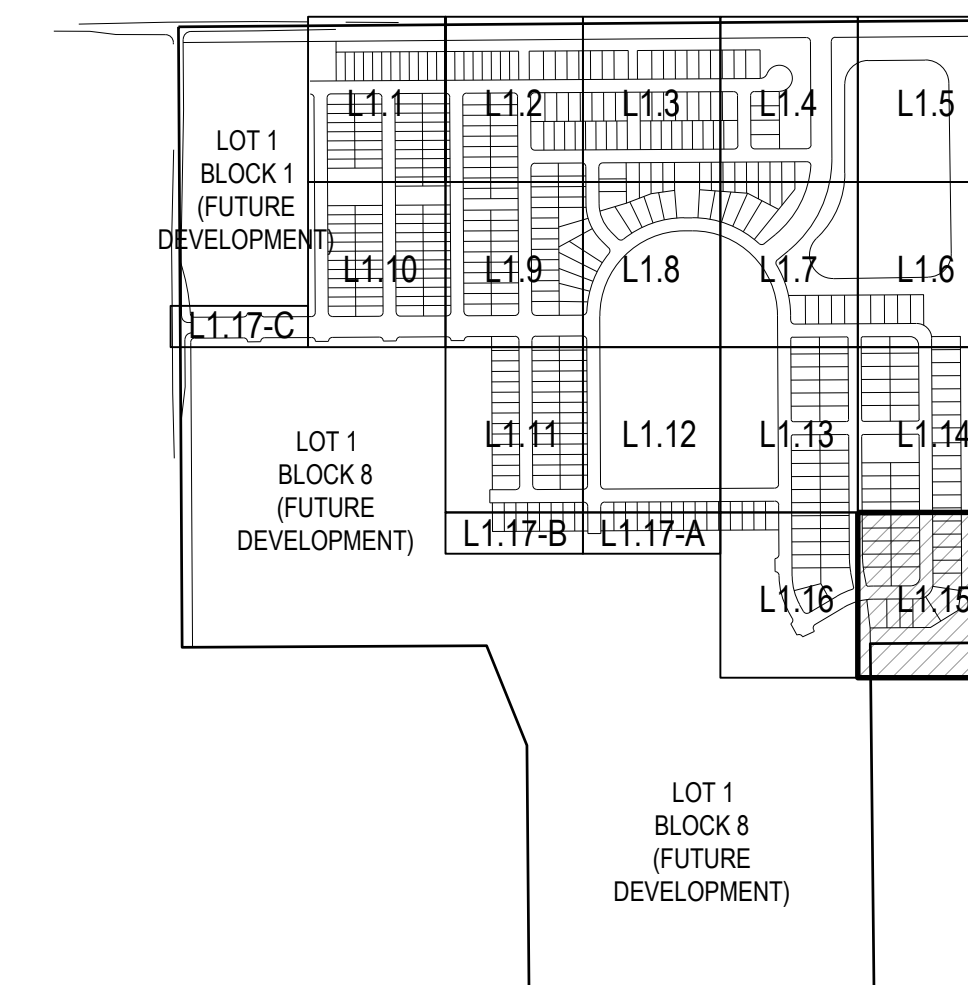 L1.1
L1.2
L1.3
L1.4
L1.5
LOT 1
BLOCK 1
(FUTURE
DEVELOPMENT)
L1.10
L1.9
L1.8
L1.7
L1.6
L1.17-C
LOT 1
BLOCK 8
(FUTURE
DEVELOPMENT)
L1.11
L1.12
L1.13
L1.14
L1.17-B
L1.17-A
L1.16
L1.15
LOT 1
BLOCK 8
(FUTURE
DEVELOPMENT)